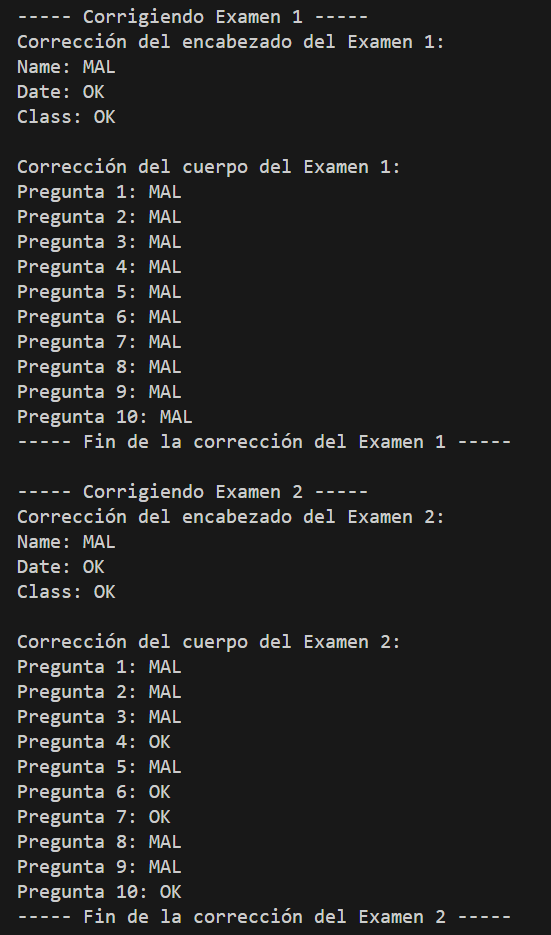 ----- Corrigiendo Examen 1 -----
Corrección del encabezado del Examen 1:
Name: MAL
Date: OK
Class: OK

Corrección del cuerpo del Examen 1:
Pregunta 1: MAL
Pregunta 2: MAL
Pregunta 3: MAL
Pregunta 4: MAL
Pregunta 5: MAL
Pregunta 6: MAL
Pregunta 7: MAL
Pregunta 8: MAL
Pregunta 9: MAL
Pregunta 10: MAL
----- Fin de la corrección del Examen 1 -----

----- Corrigiendo Examen 2 -----
Corrección del encabezado del Examen 2:
Name: MAL
Date: OK
Class: OK

Corrección del cuerpo del Examen 2:
Pregunta 1: MAL
Pregunta 2: MAL
Pregunta 3: MAL
Pregunta 4: OK
Pregunta 5: MAL
Pregunta 6: OK
Pregunta 7: OK
Pregunta 8: MAL
Pregunta 9: MAL
Pregunta 10: OK
----- Fin de la corrección del Examen 2 -----